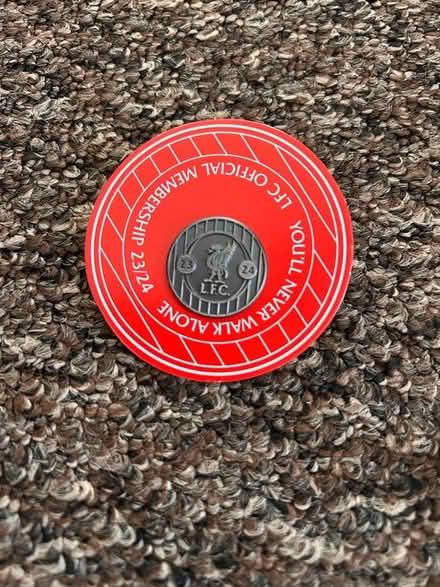 LFC OFFICIAL MEMBERSHIP 23/24
YOU'LL NEVER WALK ALONE
23
24
L.F.C.